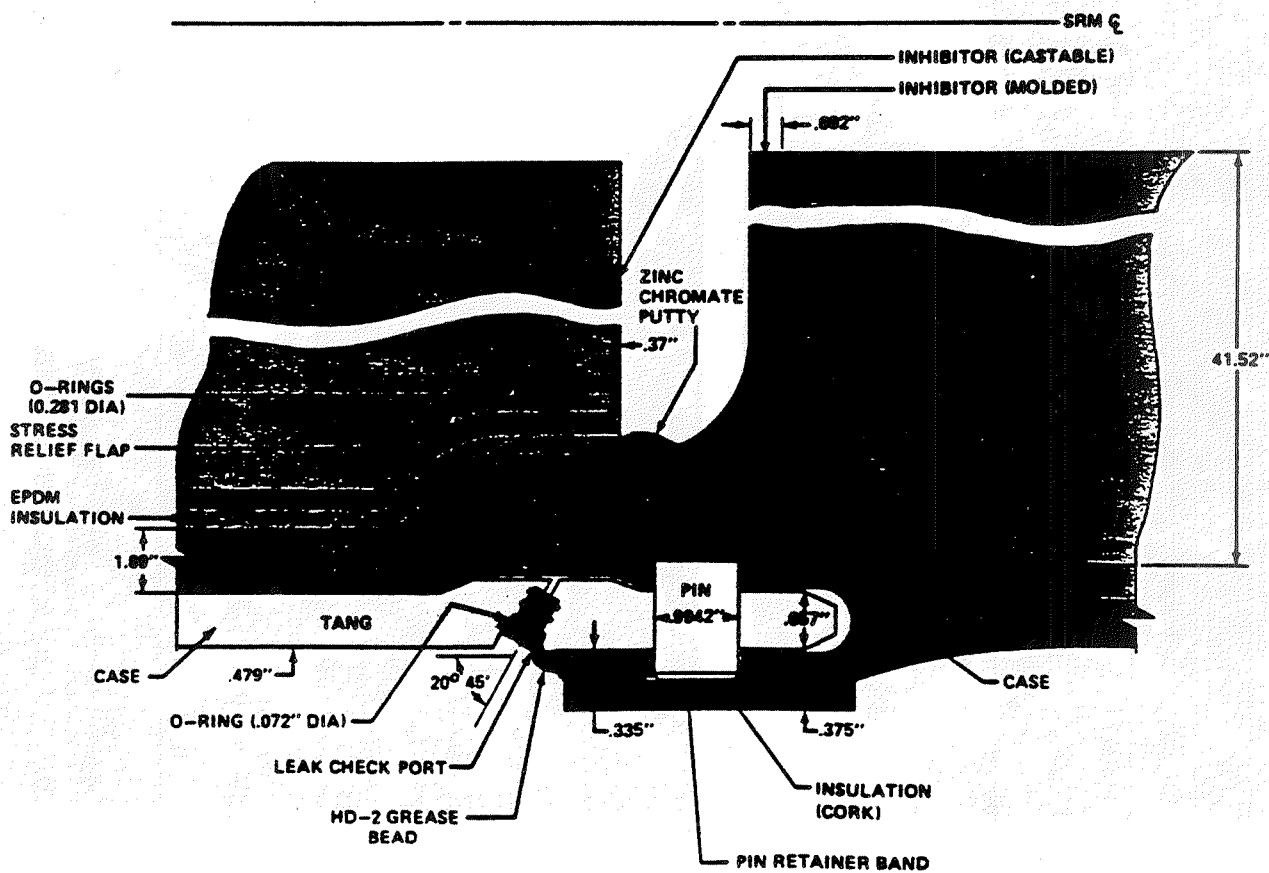 SRM ℄
INHIBITOR (CASTABLE)
INHIBITOR (MOLDED)
.092"
ZINC
CHROMATE
PUTTY
.37"
41.52"
O-RINGS
(0.281 DIA)
STRESS
RELIEF FLAP
EPDM
INSULATION
PIN
TANG
CASE
.479"
20° 45'
CASE
O-RING (.072" DIA)
.335"
.375"
LEAK CHECK PORT
INSULATION
(CORK)
HD-2 GREASE
BEAD
PIN RETAINER BAND